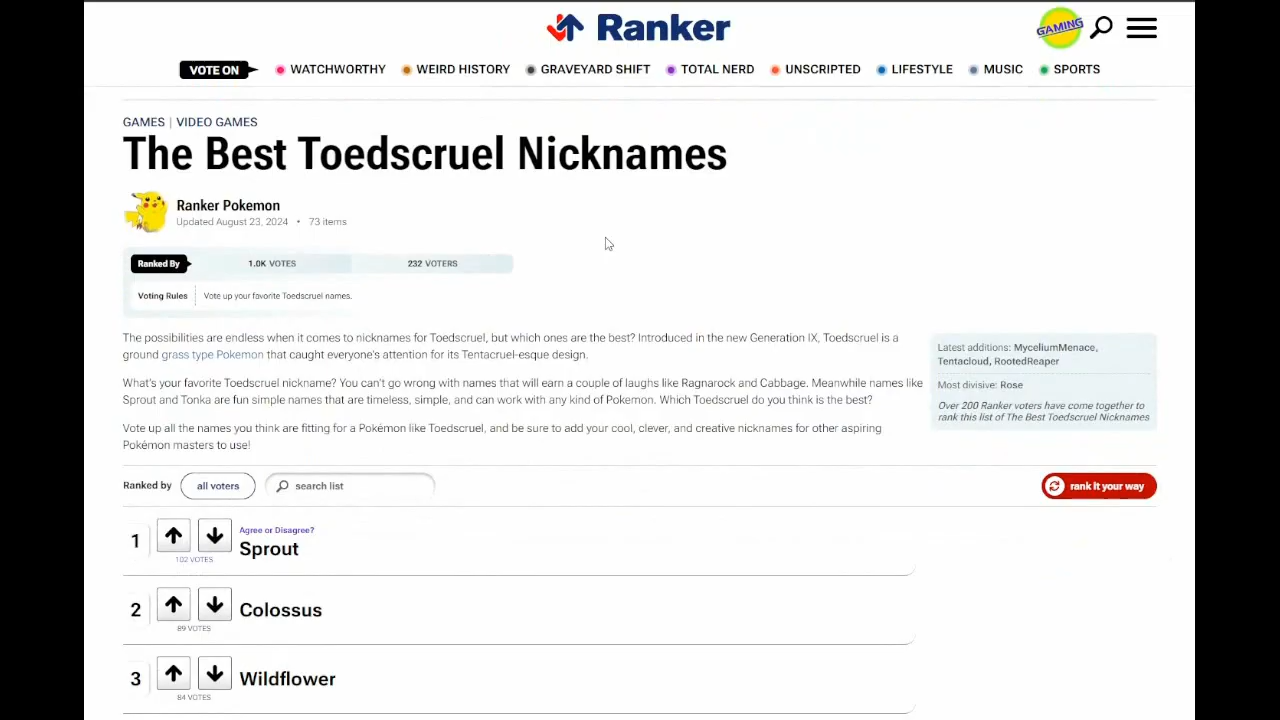 Ranker
GAMING
VOTE ON
WATCHWORTHY
WEIRD HISTORY
GRAVEYARD SHIFT
TOTAL NERD
UNSCRIPTED
LIFESTYLE
MUSIC
SPORTS
GAMES | VIDEO GAMES
The Best Toedscruel Nicknames
Ranker Pokemon
Updated August 23, 2024 • 73 items
Ranked By 1.0K VOTES 232 VOTERS
Voting Rules Vote up your favorite Toedscruel names.
The possibilities are endless when it comes to nicknames for Toedscruel, but which ones are the best? Introduced in the new Generation IX, Toedscruel is a
ground grass type Pokemon that caught everyone's attention for its Tentacruel-esque design.
What's your favorite Toedscruel nickname? You can't go wrong with names that will earn a couple of laughs like Ragnarock and Cabbage. Meanwhile names like
Sprout and Tonka are fun simple names that are timeless, simple, and can work with any kind of Pokemon. Which Toedscruel do you think is the best?
Vote up all the names you think are fitting for a Pokémon like Toedscruel, and be sure to add your cool, clever, and creative nicknames for other aspiring
Pokémon masters to use!
Latest additions: MyceliumMenace,
Tentacloud, RootedReaper
Most divisive: Rose
Over 200 Ranker voters have come together to
rank this list of The Best Toedscruel Nicknames
Ranked by all voters search list
rank it your way
1
Agree or Disagree?
Sprout
102 VOTES
2
Colossus
89 VOTES
3
Wildflower
84 VOTES